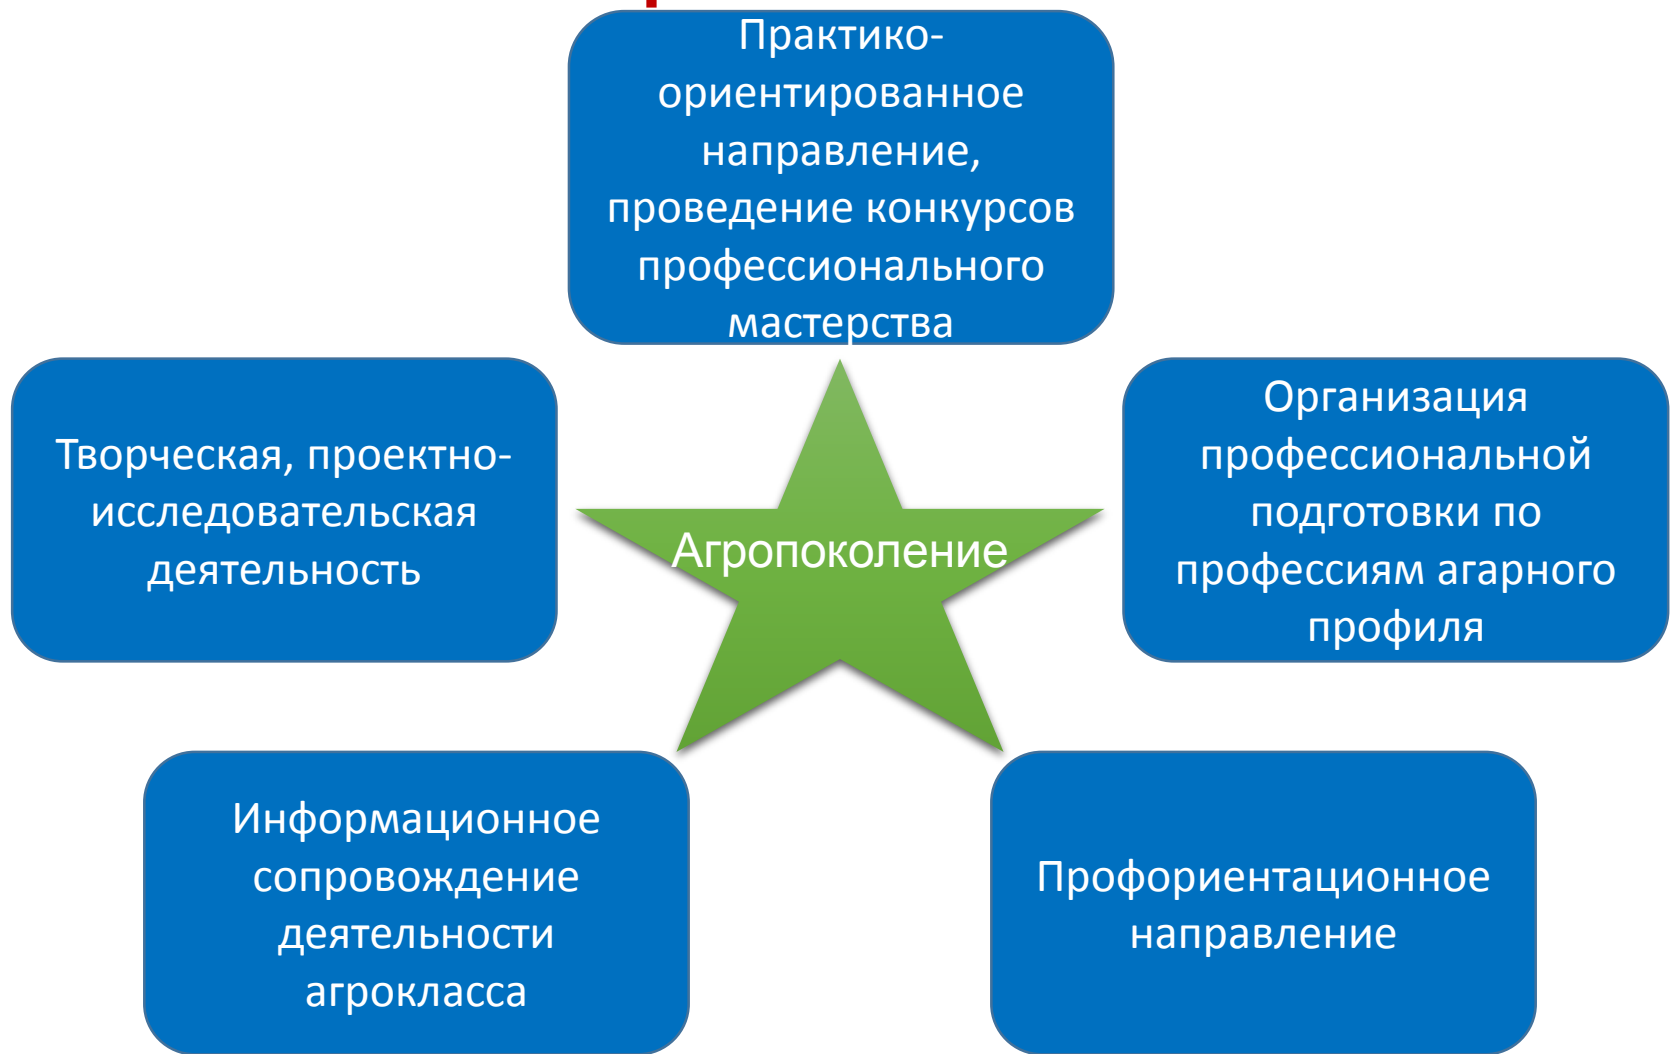 Практико-
ориентированное
направление,
проведение конкурсов
профессионального
мастерства
Творческая, проектно-
исследовательская
деятельность
Агропоколение
Организация
профессиональной
подготовки по
профессиям агарного
профиля
Информационное
сопровождение
деятельности
агрокласса
Профориентационное
направление